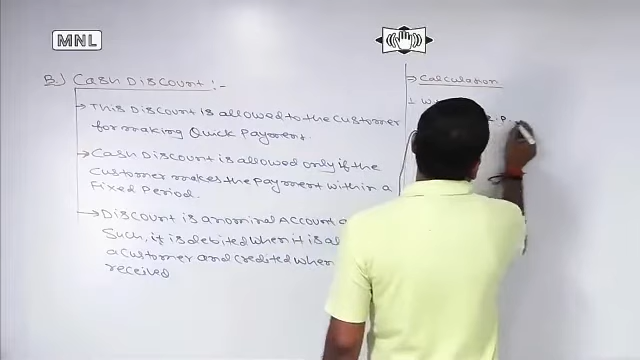 MNL
B.) Cash Discount :-
→ This Discount is allowed to the customer
for making Quick Payment.
→ Cash Discount is allowed only if the
customer makes the payment within a
Fixed Period.
→ Discount is a nominal Account a
Such, it is debited when it is al
a customer and credited when
received
⇒ Calculation
1
.P.